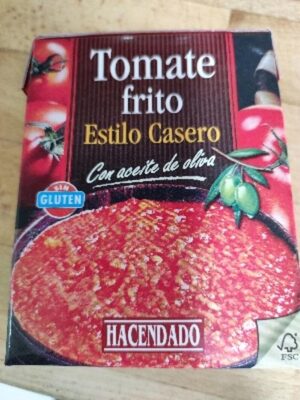 Tomate
frito
Estilo Casero
Con aceite de oliva
SIN
GLUTEN
HACENDADO
FSC